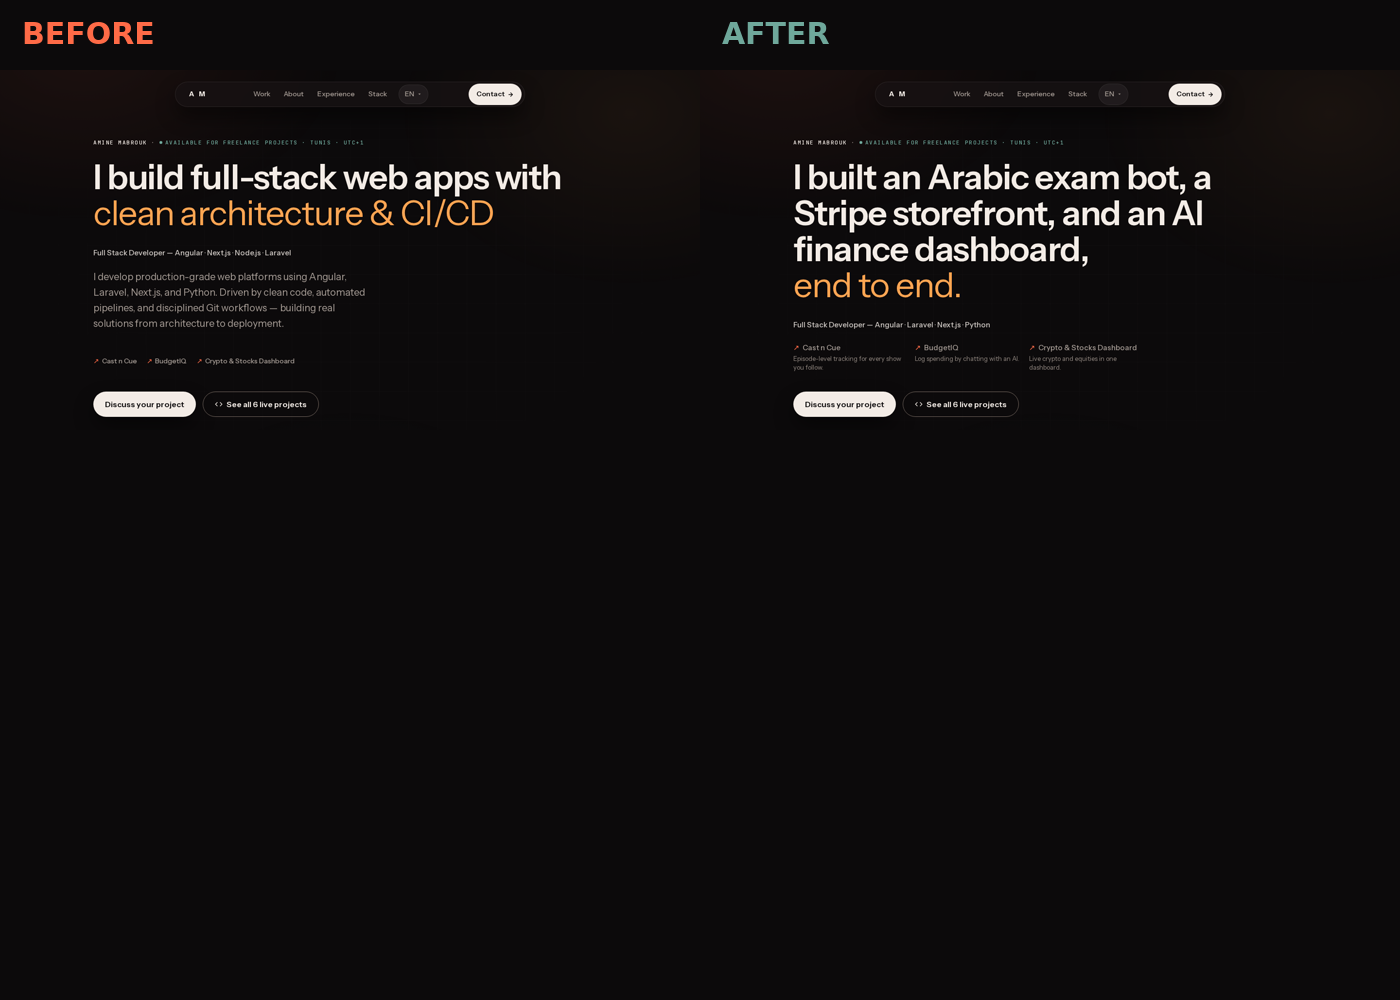 BEFORE
A M Work About Experience Stack EN Contact →
AMINE MABROUK · ● AVAILABLE FOR FREELANCE PROJECTS · TUNIS · UTC+1
I build full-stack web apps with
clean architecture & CI/CD
Full Stack Developer — Angular · Next.js · Node.js · Laravel
I develop production-grade web platforms using Angular,
Laravel, Next.js, and Python. Driven by clean code, automated
pipelines, and disciplined Git workflows — building real
solutions from architecture to deployment.
↗ Cast n Cue ↗ BudgetIQ ↗ Crypto & Stocks Dashboard
Discuss your project <> See all 6 live projects
AFTER
A M Work About Experience Stack EN Contact →
AMINE MABROUK · ● AVAILABLE FOR FREELANCE PROJECTS · TUNIS · UTC+1
I built an Arabic exam bot, a
Stripe storefront, and an AI
finance dashboard,
end to end.
Full Stack Developer — Angular · Laravel · Next.js · Python
↗ Cast n Cue ↗ BudgetIQ ↗ Crypto & Stocks Dashboard
Episode-level tracking for every show Log spending by chatting with an AI Live crypto and equities in one
you follow. dashboard.
Discuss your project <> See all 6 live projects